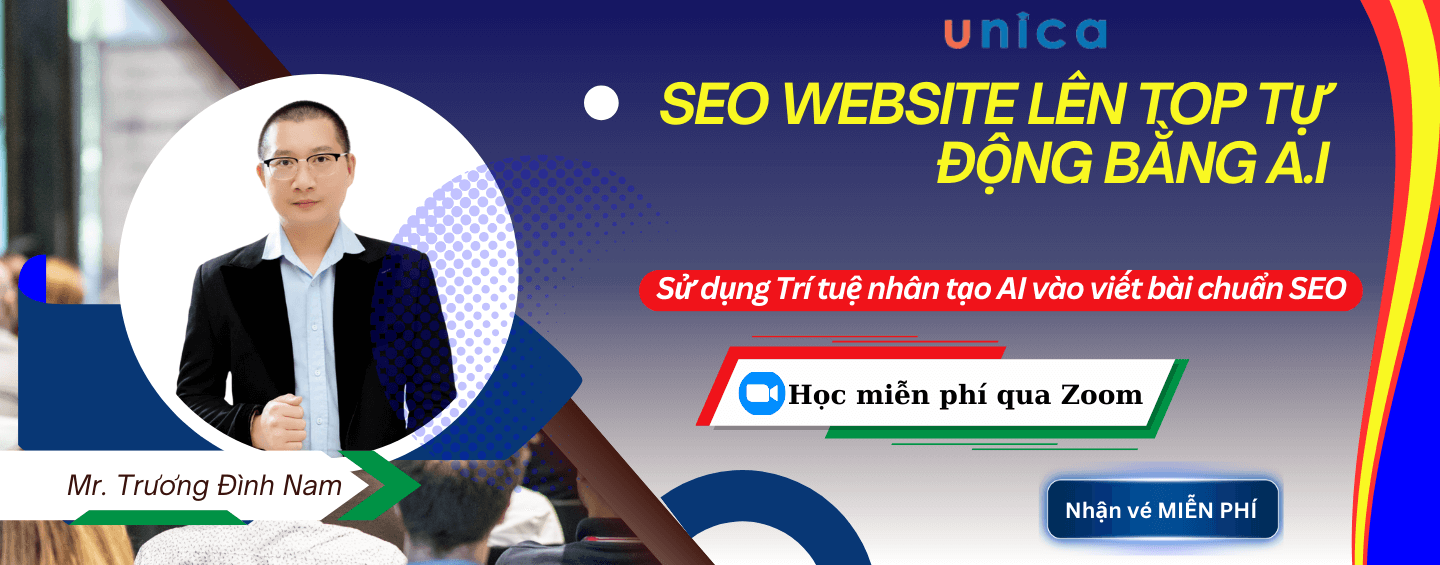 unica
SEO WEBSITE LÊN TOP TỰ
ĐỘNG BẰNG A.I
Sử dụng Trí tuệ nhân tạo AI vào viết bài chuẩn SEO
Học miễn phí qua Zoom
Mr. Trương Đình Nam
Nhận vé MIỄN PHÍ